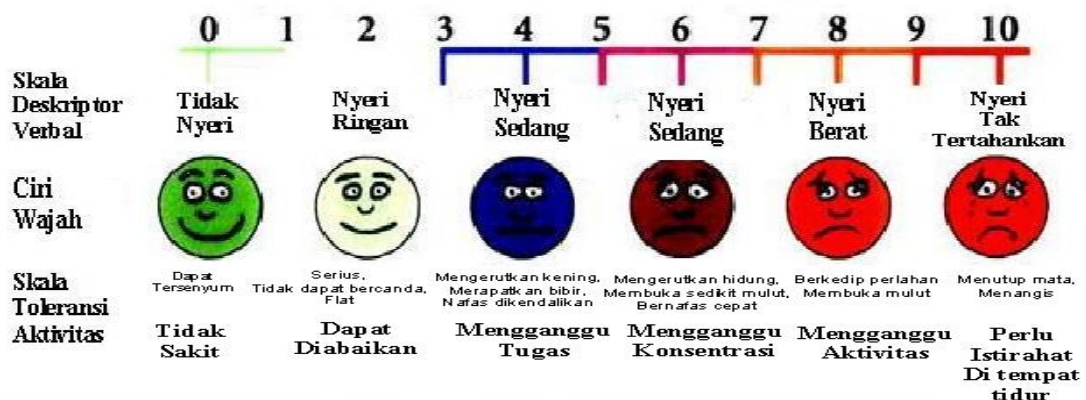 0 1 2 3 4 5 6 7 8 9 10
Skala
Deskriptor
Verbal
Tidak
Nyeri
Nyeri
Ringan
Nyeri
Sedang
Nyeri
Sedang
Nyeri
Berat
Nyeri
Tak
Tertahankan
Ciri
Wajah
Skala
Toleransi
Aktivitas
Dapat
Tersenyum
Serius,
Tidak dapat bercanda,
Flat
Mengerutkan kening,
Merapatkan bibir,
Nafas dikendalikan
Mengerutkan hidung,
Membuka sedikit mulut,
Bernafas cepat
Berkedip perlahan
Membuka mulut
Menutup mata,
Menangis
Tidak
Sakit
Dapat
Diabaikan
Mengganggu
Tugas
Mengganggu
Konsentrasi
Mengganggu
Aktivitas
Perlu
Istirahat
Di tempat
tidur